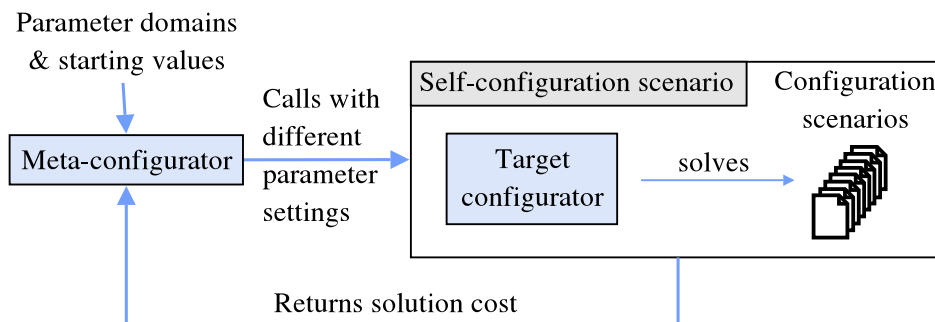 Parameter domains
& starting values
Meta-configurator
Calls with
different
parameter
settings
Self-configuration scenario
Target
configurator
solves
Configuration
scenarios
Returns solution cost